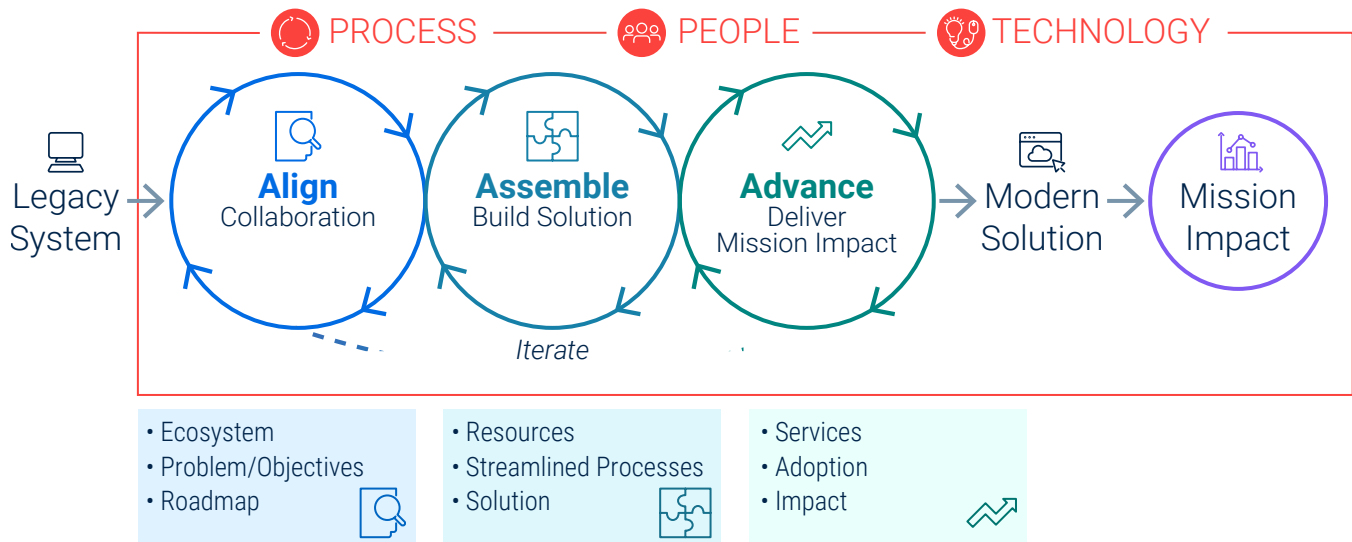 PROCESS
PEOPLE
TECHNOLOGY
Legacy
System
Align
Collaboration
Assemble
Build Solution
Advance
Deliver
Mission Impact
Modern
Solution
Mission
Impact
Iterate
• Ecosystem
• Problem/Objectives
• Roadmap
• Resources
• Streamlined Processes
• Solution
• Services
• Adoption
• Impact